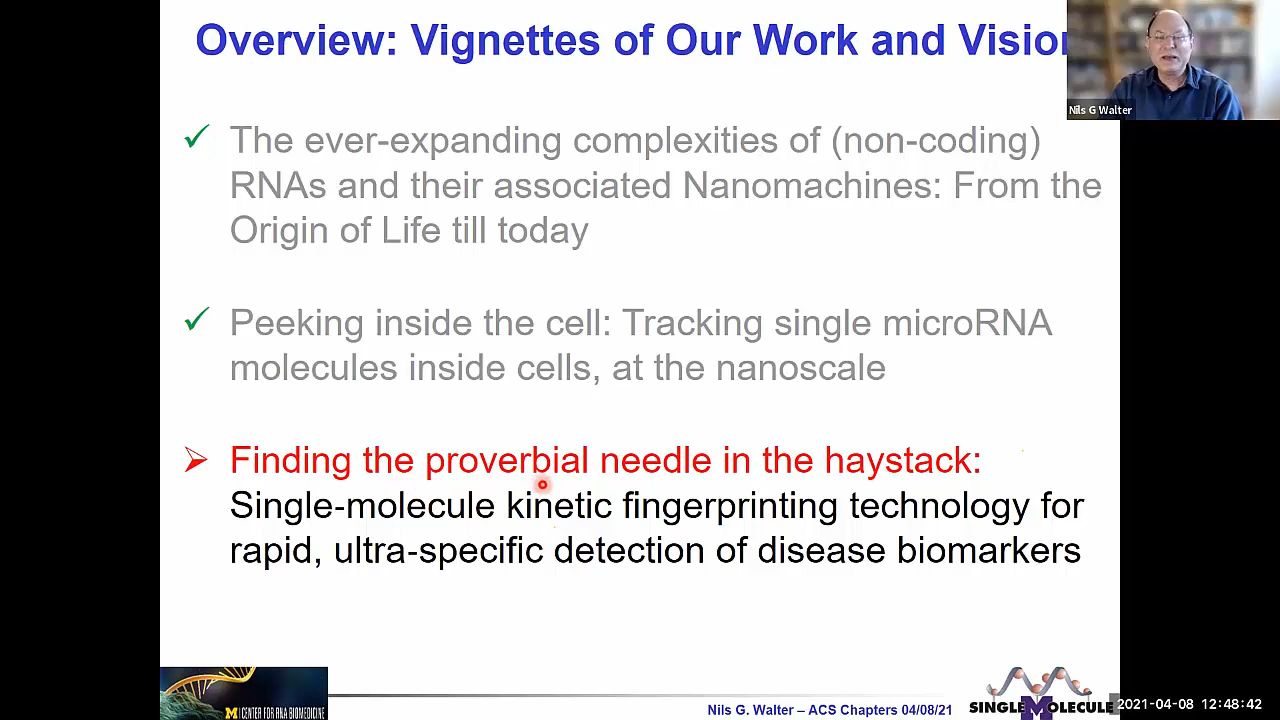 Overview: Vignettes of Our Work and Vision
Nils G Walter
The ever-expanding complexities of (non-coding)
RNAs and their associated Nanomachines: From the
Origin of Life till today
Peeking inside the cell: Tracking single microRNA
molecules inside cells, at the nanoscale
Finding the proverbial needle in the haystack:
Single-molecule kinetic fingerprinting technology for
rapid, ultra-specific detection of disease biomarkers
M | CENTER FOR RNA BIOMEDICINE
Nils G. Walter – ACS Chapters 04/08/21
SINGLE MOLECULE
2021-04-08 12:48:42